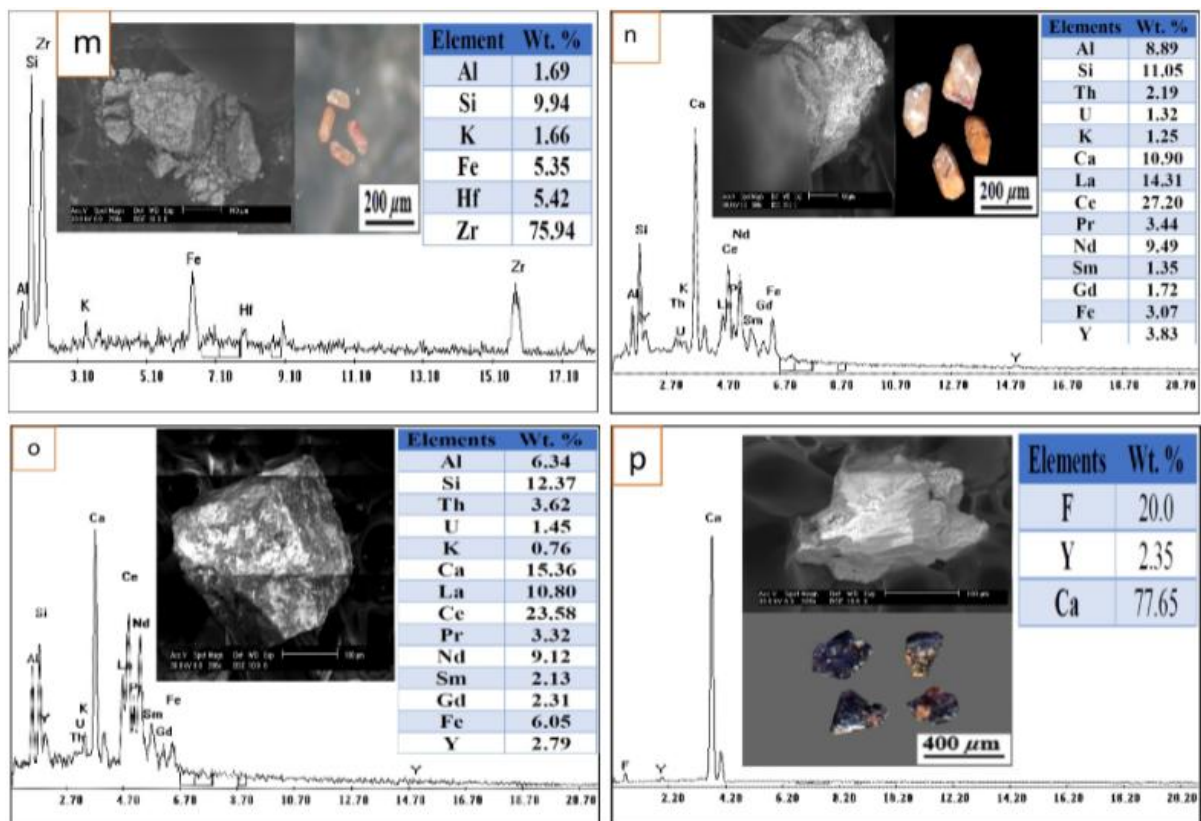 m
Zr
Si
Al
K
Fe
Hf
Zr
3.10 5.10 7.10 9.10 11.10 13.10 15.10 17.10
200 µm
Element Wt. %
Al 1.69
Si 9.94
K 1.66
Fe 5.35
Hf 5.42
Zr 75.94
n
Ca
Si
Al
Y
K
Th
U
La
Ce
Pr
Nd
Sm
Gd
Fe
Y
2.70 4.70 6.70 8.70 10.70 12.70 14.70 16.70 18.70 20.70
200 µm
Element Wt. %
Al 8.89
Si 11.05
Th 2.19
U 1.32
K 1.25
Ca 10.90
La 14.31
Ce 27.20
Pr 3.44
Nd 9.49
Sm 1.35
Gd 1.72
Fe 3.07
Y 3.83
o
Ca
Ce
Si
Nd
Al
Y
K
U
Th
La
Sm
Gd
Fe
Y
2.70 4.70 6.70 8.70 10.70 12.70 14.70 16.70 18.70 20.70
Elements Wt. %
Al 6.34
Si 12.37
Th 3.62
U 1.45
K 0.76
Ca 15.36
La 10.80
Ce 23.58
Pr 3.32
Nd 9.12
Sm 2.13
Gd 2.31
Fe 6.05
Y 2.79
p
Ca
F
Y
2.20 4.20 6.20 8.20 10.20 12.20 14.20 16.20 18.20 20.20
400 µm
Elements Wt. %
F 20.0
Y 2.35
Ca 77.65